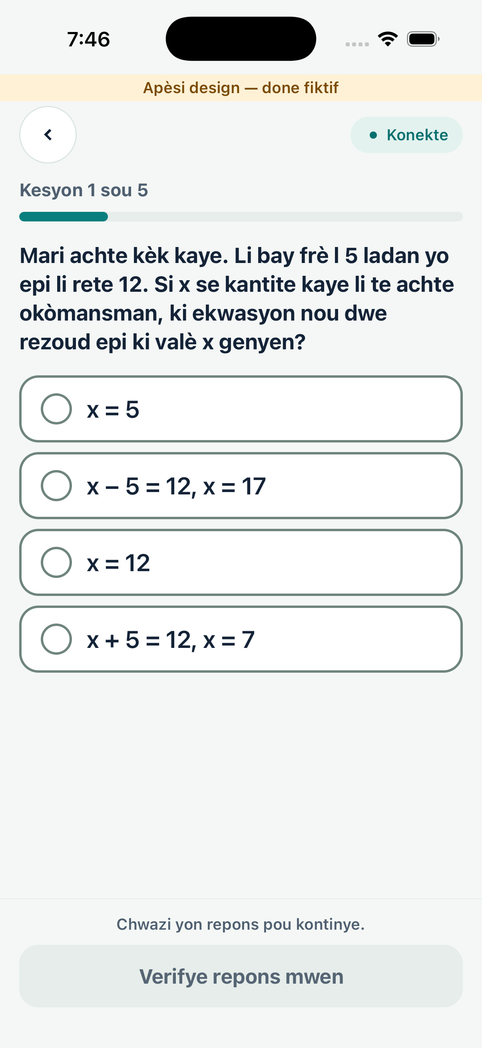 7:46
Apèsi design — done fiktif
Konekte
Kesyon 1 sou 5
Mari achte kèk kaye. Li bay frè l 5 ladan yo
epi li rete 12. Si x se kantite kaye li te achte
okòmansman, ki ekwasyon nou dwe
rezoud epi ki valè x genyen?
x = 5
x – 5 = 12, x = 17
x = 12
x + 5 = 12, x = 7
Chwazi yon repons pou kontinye.
Verifye repons mwen